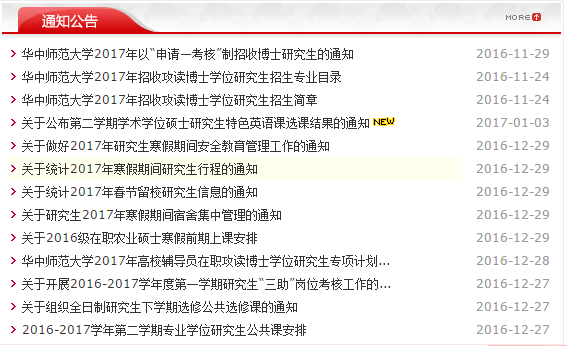 通知公告 MORE
华中师范大学2017年以“申请—考核”制招收博士研究生的通知 2016-11-29
华中师范大学2017年招收攻读博士学位研究生招生专业目录 2016-11-24
华中师范大学2017年招收攻读博士学位研究生招生简章 2016-11-24
关于公布第二学期学术学位硕士研究生特色英语课选课结果的通知 NEW 2017-01-03
关于做好2017年研究生寒假期间安全教育管理工作的通知 2016-12-29
关于统计2017年寒假期间研究生行程的通知 2016-12-29
关于统计2017年春节留校研究生信息的通知 2016-12-29
关于研究生2017年寒假期间宿舍集中管理的通知 2016-12-29
关于2016级在职农业硕士寒假前期上课安排 2016-12-29
华中师范大学2017年高校辅导员在职攻读博士学位研究生专项计划... 2016-12-28
关于开展2016-2017学年度第一学期研究生“三助”岗位考核工作的... 2016-12-27
关于组织全日制研究生下学期选修公共选修课的通知 2016-12-27
2016-2017学年第二学期专业学位研究生公共课安排 2016-12-27